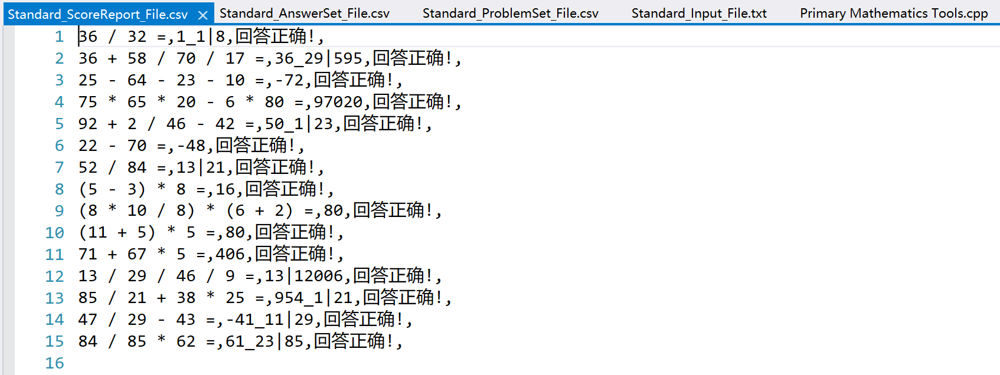 Standard_ScoreReport_File.csv × Standard_AnswerSet_File.csv Standard_ProblemSet_File.csv Standard_Input_File.txt Primary Mathematics Tools.cpp
1 36 / 32 =,1_1|8,回答正确!,
2 36 + 58 / 70 / 17 =,36_29|595,回答正确!,
3 25 - 64 - 23 - 10 =,-72,回答正确!,
4 75 * 65 * 20 - 6 * 80 =,97020,回答正确!,
5 92 + 2 / 46 - 42 =,50_1|23,回答正确!,
6 22 - 70 =,-48,回答正确!,
7 52 / 84 =,13|21,回答正确!,
8 (5 - 3) * 8 =,16,回答正确!,
9 (8 * 10 / 8) * (6 + 2) =,80,回答正确!,
10 (11 + 5) * 5 =,80,回答正确!,
11 71 + 67 * 5 =,406,回答正确!,
12 13 / 29 / 46 / 9 =,13|12006,回答正确!,
13 85 / 21 + 38 * 25 =,954_1|21,回答正确!,
14 47 / 29 - 43 =,-41_11|29,回答正确!,
15 84 / 85 * 62 =,61_23|85,回答正确!,
16